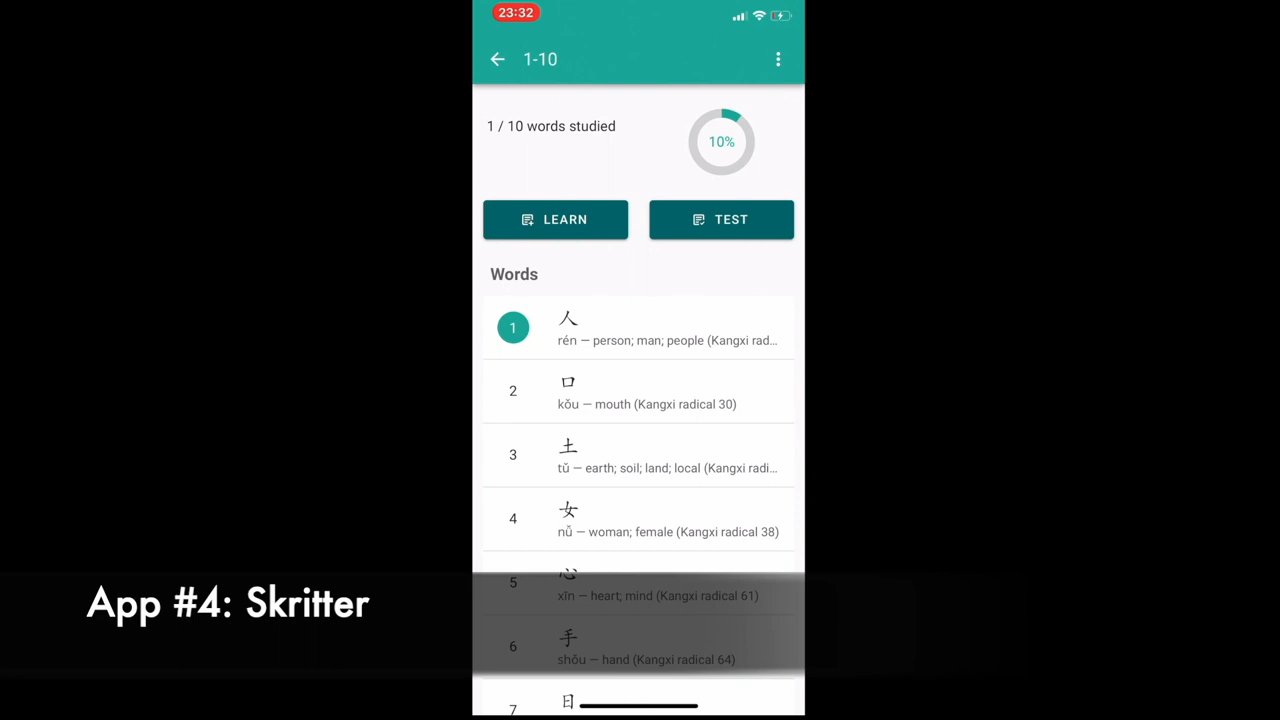 23:32
1-10
1 / 10 words studied
10%
LEARN
TEST
Words
1
人
rén — person; man; people (Kangxi rad...
2
口
kǒu — mouth (Kangxi radical 30)
3
土
tǔ — earth; soil; land; local (Kangxi radi...
4
女
nǚ — woman; female (Kangxi radical 38)
5
心
xīn — heart; mind (Kangxi radical 61)
App #4: Skritter
6
手
shǒu — hand (Kangxi radical 64)
7
日